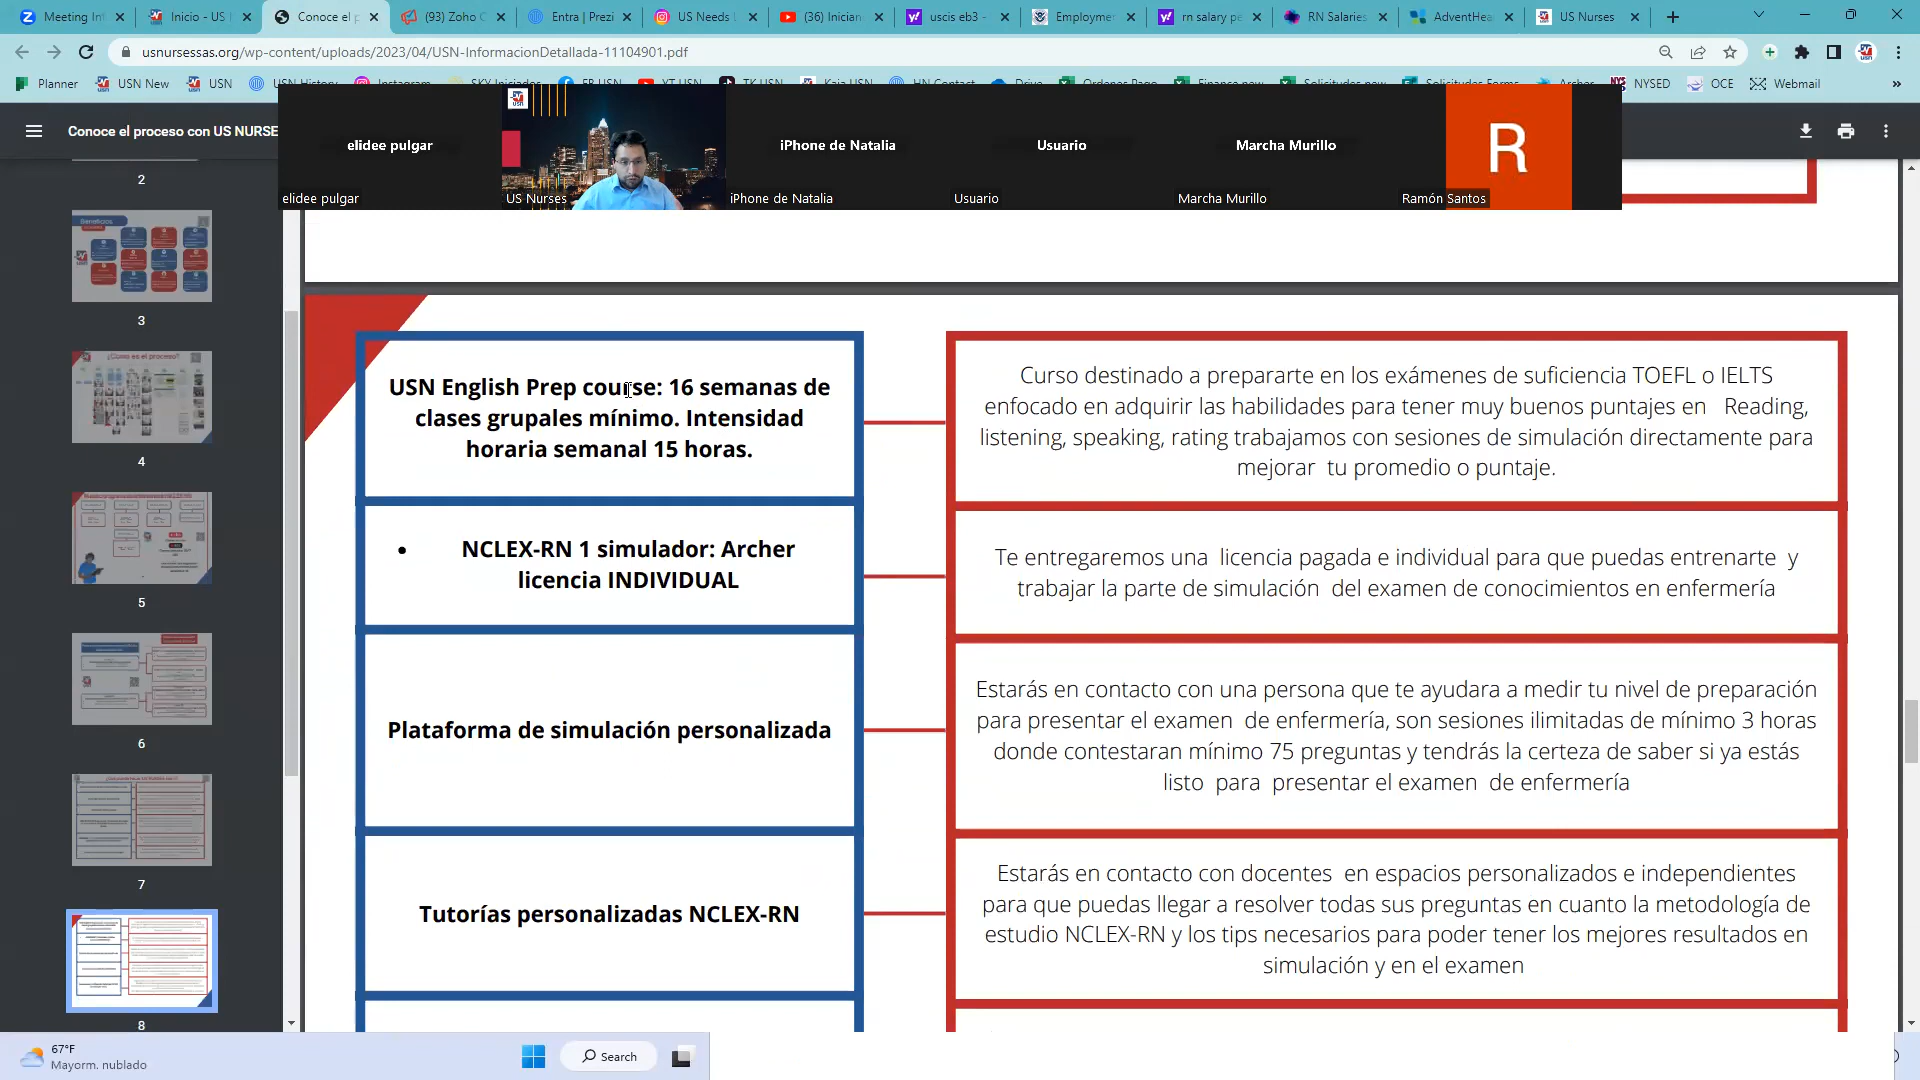 Meeting In
Inicio - US
Conoce el p
(93) Zoho C
Entra | Prezi
US Needs
(36) Inician
uscis eb3 -
Employme
rn salary pe
RN Salaries
AdventHea
US Nurses
usnursessas.org/wp-content/uploads/2023/04/USN-InformacionDetallada-11104901.pdf
Planner
USN New
USN
USN History
Instagram
FB USN
YT USN
TK USN
HN Contact
Drive
NYSED
OCE
Webmail
Conoce el proceso con US NURSE
elidee pulgar
iPhone de Natalia
Usuario
Marcha Murillo
R
elidee pulgar
US Nurses
iPhone de Natalia
Usuario
Marcha Murillo
Ramón Santos
2
3
4
5
6
7
8
USN English Prep course: 16 semanas de
clases grupales mínimo. Intensidad
horaria semanal 15 horas.
Curso destinado a prepararte en los exámenes de suficiencia TOEFL o IELTS
enfocado en adquirir las habilidades para tener muy buenos puntajes en Reading,
listening, speaking, rating trabajamos con sesiones de simulación directamente para
mejorar tu promedio o puntaje.
• NCLEX-RN 1 simulador: Archer
licencia INDIVIDUAL
Te entregaremos una licencia pagada e individual para que puedas entrenarte y
trabajar la parte de simulación del examen de conocimientos en enfermería
Plataforma de simulación personalizada
Estarás en contacto con una persona que te ayudara a medir tu nivel de preparación
para presentar el examen de enfermería, son sesiones ilimitadas de mínimo 3 horas
donde contestaran mínimo 75 preguntas y tendrás la certeza de saber si ya estás
listo para presentar el examen de enfermería
Tutorías personalizadas NCLEX-RN
Estarás en contacto con docentes en espacios personalizados e independientes
para que puedas llegar a resolver todas sus preguntas en cuanto la metodología de
estudio NCLEX-RN y los tips necesarios para poder tener los mejores resultados en
simulación y en el examen
67°F
Mayorm. nublado
Search